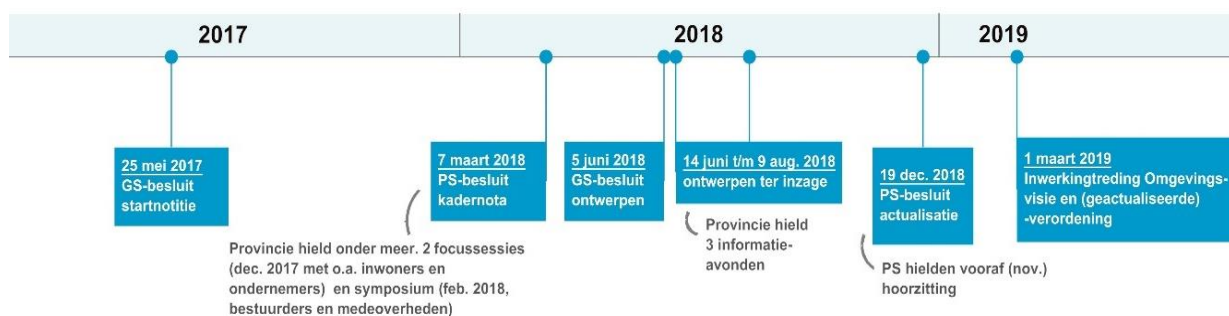 2017
2018
2019
25 mei 2017
GS-besluit
startnotitie
7 maart 2018
PS-besluit
kadernota
5 juni 2018
GS-besluit
ontwerpen
14 juni t/m 9 aug. 2018
ontwerpen ter inzage
19 dec. 2018
PS-besluit
actualisatie
1 maart 2019
Inwerkingtreding Omgevings-
visie en (geactualiseerde)
-verordening
Provincie hield onder meer. 2 focussessies
(dec. 2017 met o.a. inwoners en
ondernemers) en symposium (feb. 2018,
bestuurders en medeoverheden)
Provincie hield
3 informatie-
avonden
PS hielden vooraf (nov.)
hoorzitting